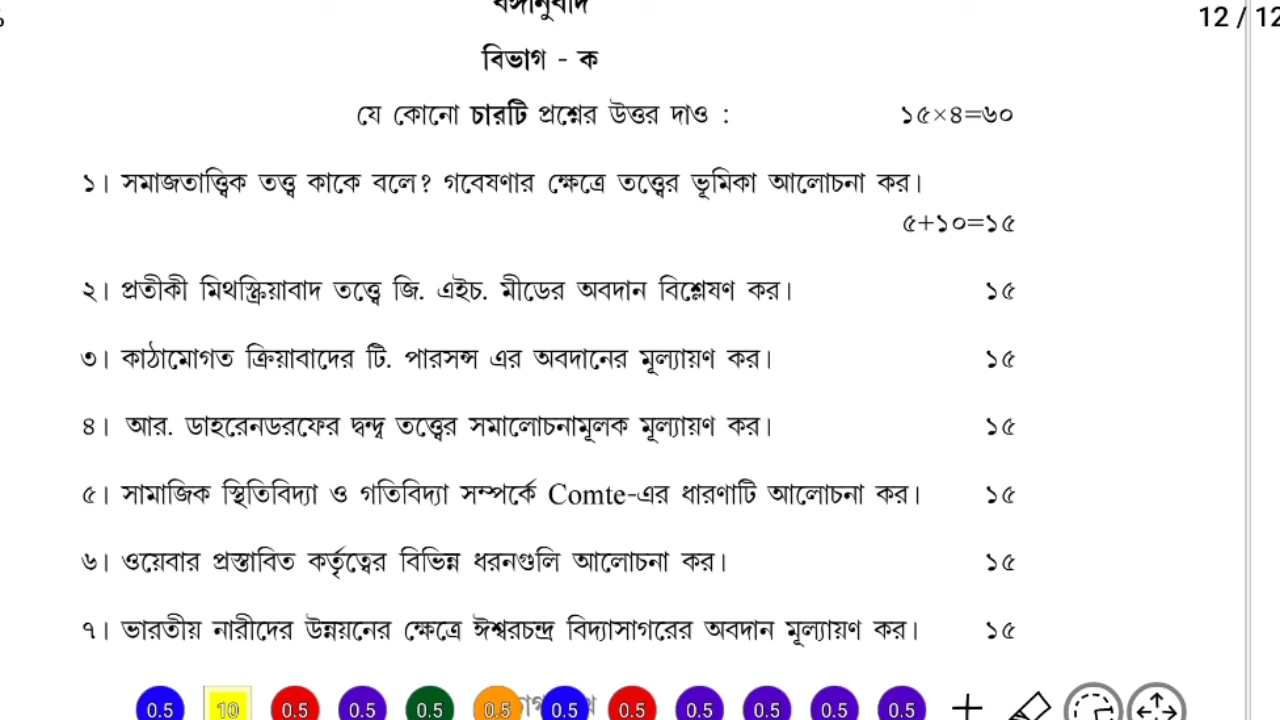 বঙ্গানুবাদ
12 / 12
বিভাগ - ক
যে কোনো চারটি প্রশ্নের উত্তর দাও : ১৫×৪=৬০
১। সমাজতাত্ত্বিক তত্ত্ব কাকে বলে? গবেষণার ক্ষেত্রে তত্ত্বের ভূমিকা আলোচনা কর।
৫+১০=১৫
২। প্রতীকী মিথস্ক্রিয়াবাদ তত্ত্বে জি. এইচ. মীডের অবদান বিশ্লেষণ কর। ১৫
৩। কাঠামোগত ক্রিয়াবাদের টি. পারসন্স এর অবদানের মূল্যায়ণ কর। ১৫
৪। আর. ডাহরেনডরফের দ্বন্দ্ব তত্ত্বের সমালোচনামূলক মূল্যায়ণ কর। ১৫
৫। সামাজিক স্থিতিবিদ্যা ও গতিবিদ্যা সম্পর্কে Comte-এর ধারণাটি আলোচনা কর। ১৫
৬। ওয়েবার প্রস্তাবিত কর্তৃত্বের বিভিন্ন ধরনগুলি আলোচনা কর। ১৫
৭। ভারতীয় নারীদের উন্নয়নের ক্ষেত্রে ঈশ্বরচন্দ্র বিদ্যাসাগরের অবদান মূল্যায়ণ কর। ১৫
0.5 10 0.5 0.5 0.5 0.5 0.5 0.5 0.5 0.5 0.5 0.5